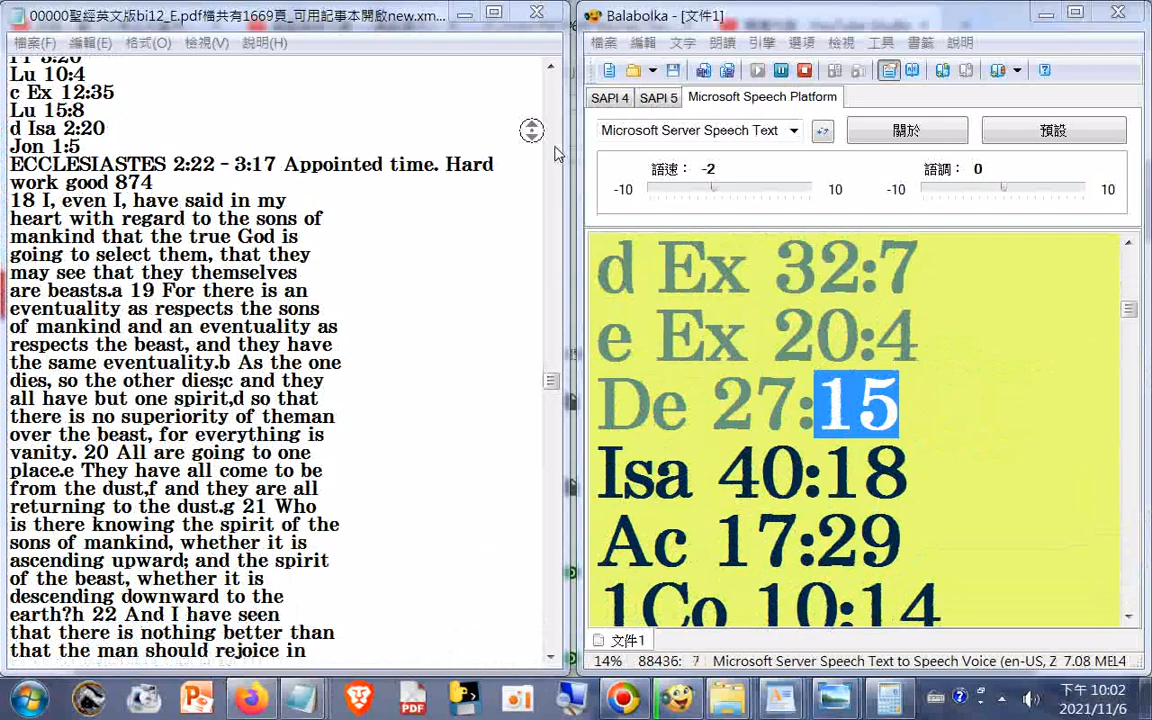 00000聖經英文版bi12_E.pdf檔共有1669頁_可用記事本開啟new.xm...
檔案(F) 編輯(E) 格式(O) 檢視(V) 說明(H)
Lu 10:4
c Ex 12:35
Lu 15:8
d Isa 2:20
Jon 1:5
ECCLESIASTES 2:22 - 3:17 Appointed time. Hard
work good 874
18 I, even I, have said in my
heart with regard to the sons of
mankind that the true God is
going to select them, that they
may see that they themselves
are beasts.a 19 For there is an
eventuality as respects the sons
of mankind and an eventuality as
respects the beast, and they have
the same eventuality.b As the one
dies, so the other dies;c and they
all have but one spirit,d so that
there is no superiority of theman
over the beast, for everything is
vanity. 20 All are going to one
place.e They have all come to be
from the dust,f and they are all
returning to the dust.g 21 Who
is there knowing the spirit of the
sons of mankind, whether it is
ascending upward; and the spirit
of the beast, whether it is
descending downward to the
earth?h 22 And I have seen
that there is nothing better than
that the man should rejoice in
Balabolka - [文件1]
檔案 編輯 文字 朗讀 引擎 選項 檢視 工具 書籤 說明
SAPI 4 SAPI 5 Microsoft Speech Platform
Microsoft Server Speech Text 關於 預設
語速： -2 語調： 0
-10 10 -10 10
d Ex 32:7
e Ex 20:4
De 27:15
Isa 40:18
Ac 17:29
1Co 10:14
文件1
14% 88436: 7 Microsoft Server Speech Text to Speech Voice (en-US, Z 7.08 MEL4
PDF
下午 10:02
2021/11/6